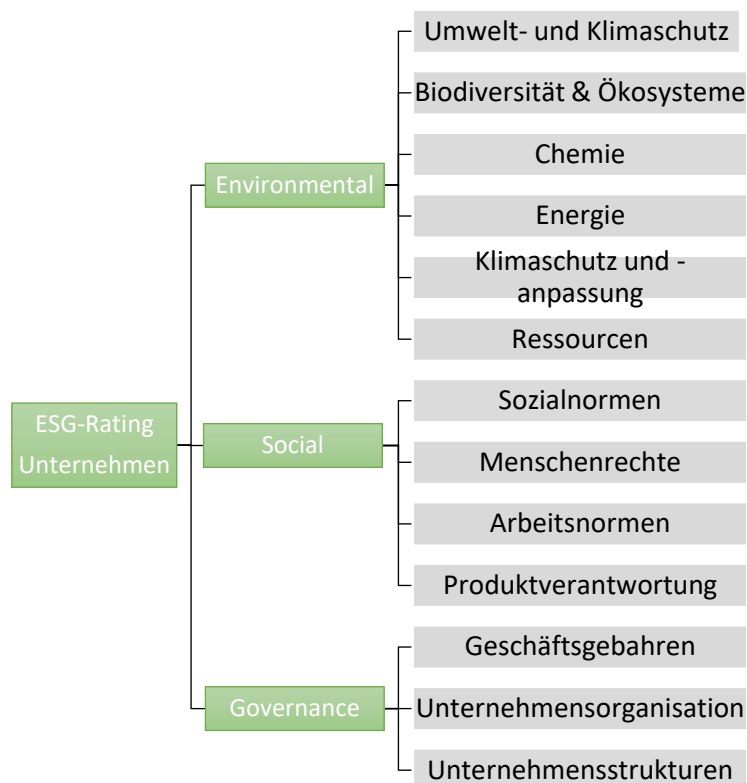 Umwelt- und Klimaschutz
Biodiversität & Ökosysteme
Chemie
Environmental
Energie
Klimaschutz und -
anpassung
Ressourcen
Sozialnormen
ESG-Rating
Unternehmen
Social
Menschenrechte
Arbeitsnormen
Produktverantwortung
Geschäftsgebahren
Governance
Unternehmensorganisation
Unternehmensstrukturen